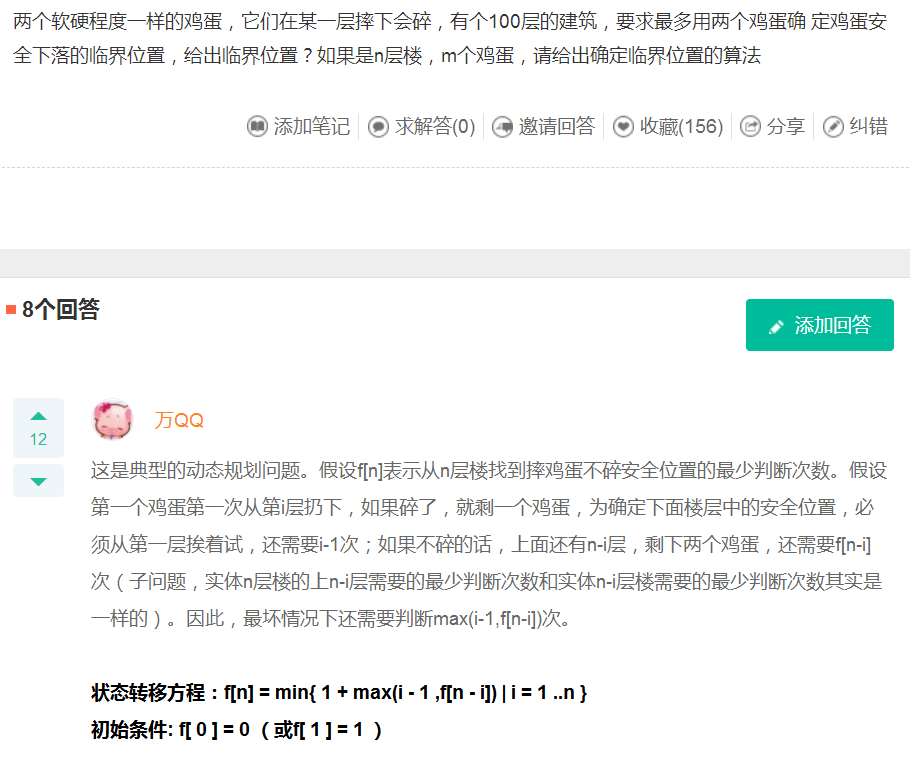 两个软硬程度一样的鸡蛋，它们在某一层摔下会碎，有个100层的建筑，要求最多用两个鸡蛋确 定鸡蛋安
全下落的临界位置，给出临界位置？如果是n层楼，m个鸡蛋，请给出确定临界位置的算法
添加笔记 求解答(0) 邀请回答 收藏(156) 分享 纠错
8个回答
添加回答
12
万QQ
这是典型的动态规划问题。假设f[n]表示从n层楼找到摔鸡蛋不碎安全位置的最少判断次数。假设
第一个鸡蛋第一次从第i层扔下，如果碎了，就剩一个鸡蛋，为确定下面楼层中的安全位置，必
须从第一层挨着试，还需要i-1次；如果不碎的话，上面还有n-i层，剩下两个鸡蛋，还需要f[n-i]
次（子问题，实体n层楼的上n-i层需要的最少判断次数和实体n-i层楼需要的最少判断次数其实是
一样的）。因此，最坏情况下还需要判断max(i-1,f[n-i])次。
状态转移方程：f[n] = min{ 1 + max(i - 1 ,f[n - i]) | i = 1 ..n }
初始条件: f[ 0 ] = 0 （或f[ 1 ] = 1 ）